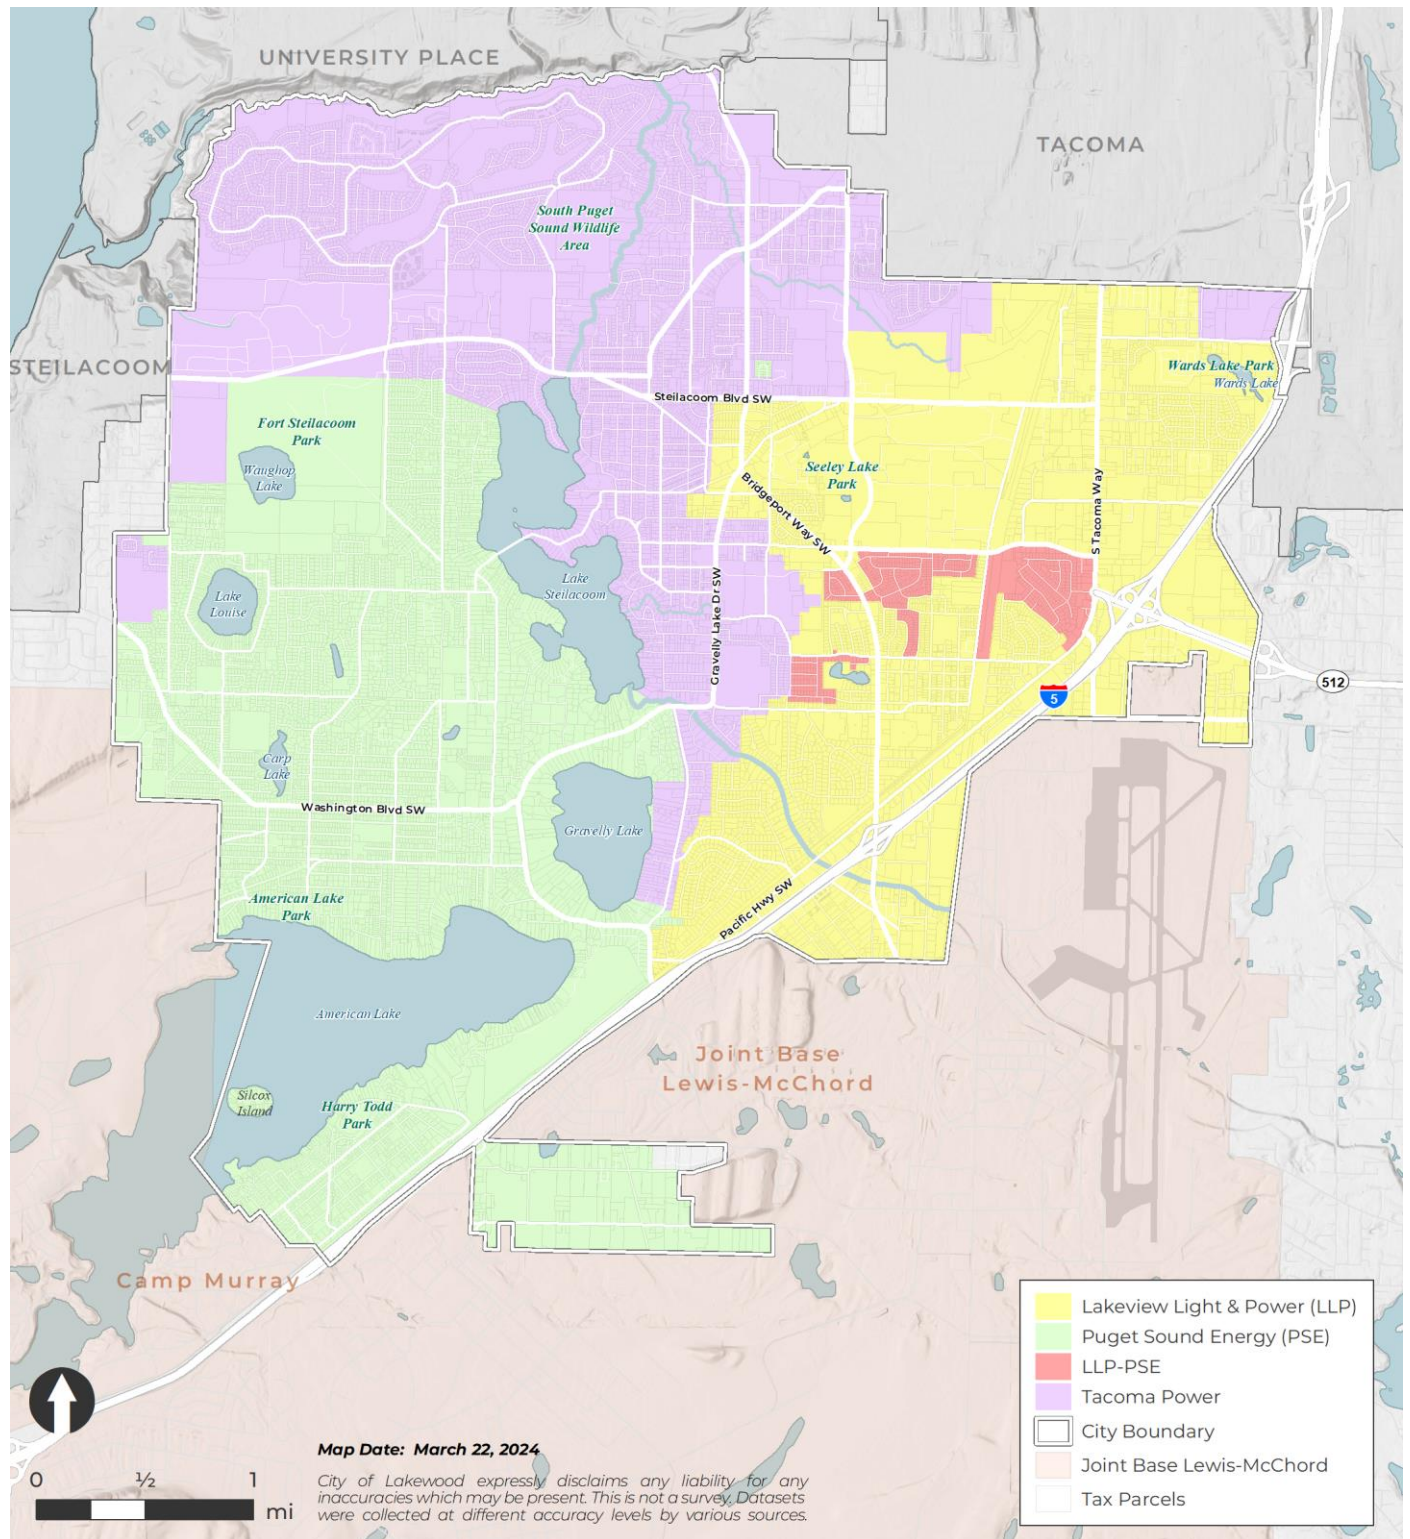 UNIVERSITY PLACE
TACOMA
South Puget
Sound Wildlife
Area
STEILACOOM
Wards Lake Park
Wards Lake
Steilacoom Blvd SW
Fort Steilacoom
Park
Waughop
Lake
Seeley Lake
Park
Bridgeport Way SW
S Tacoma Way
Lake
Louise
Lake
Steilacoom
Gravelly Lake Dr SW
512
5
Carp
Lake
Washington Blvd SW
Gravelly Lake
American Lake
Park
Pacific Hwy SW
American Lake
Joint Base
Lewis-McChord
Silcox
Island
Harry Todd
Park
Camp Murray
Lakeview Light & Power (LLP)
Puget Sound Energy (PSE)
LLP-PSE
Tacoma Power
City Boundary
Joint Base Lewis-McChord
Tax Parcels
Map Date: March 22, 2024
0 ½ 1
mi
City of Lakewood expressly disclaims any liability for any
inaccuracies which may be present. This is not a survey. Datasets
were collected at different accuracy levels by various sources.